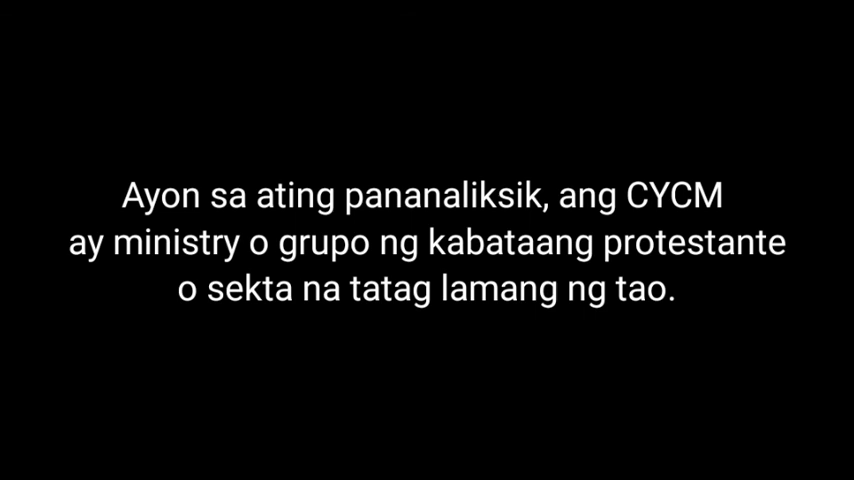 Ayon sa ating pananaliksik, ang CYCM
ay ministry o grupo ng kabataang protestante
o sekta na tatag lamang ng tao.